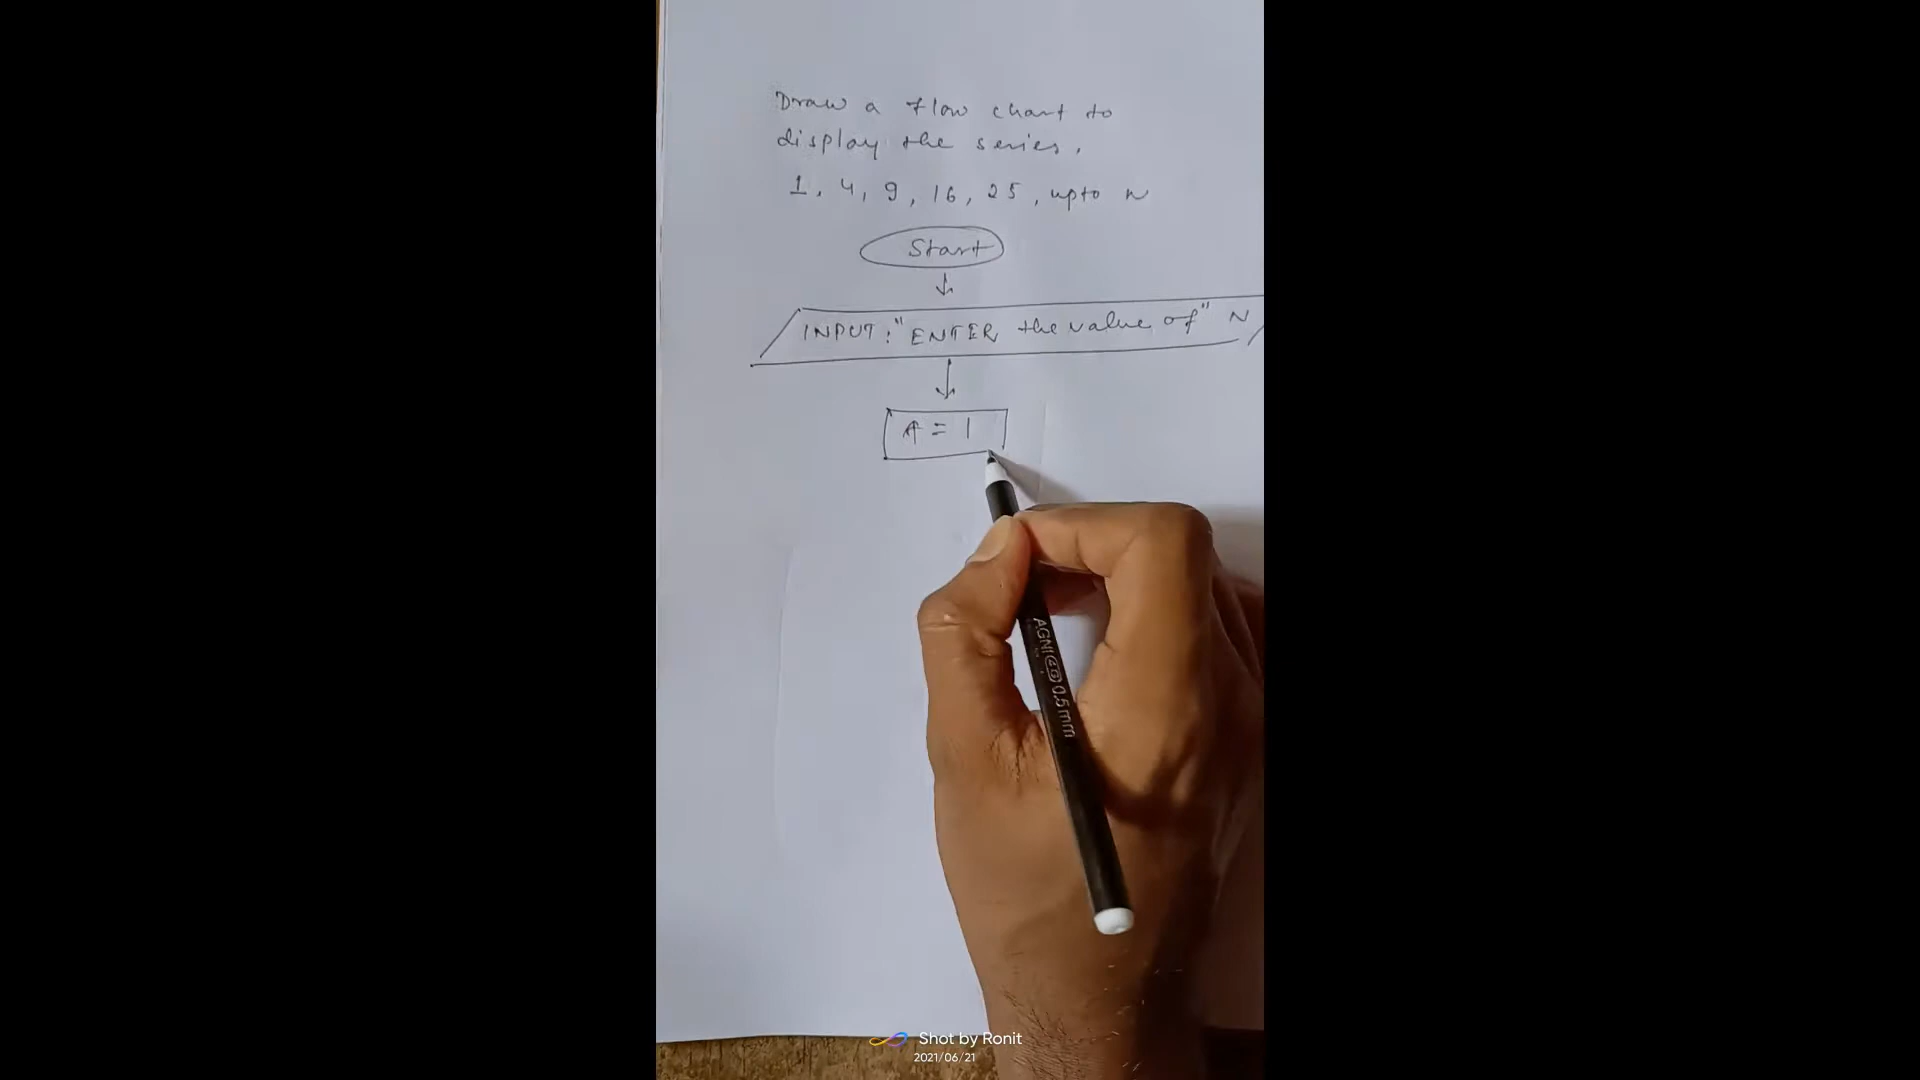 Draw a Flow chart to
display the series.
1, 4, 9, 16, 25, upto N
Start
INPUT: "ENTER the value of" N
A = 1
AGNI 0.5mm
Shot by Ronit
2021/06/21